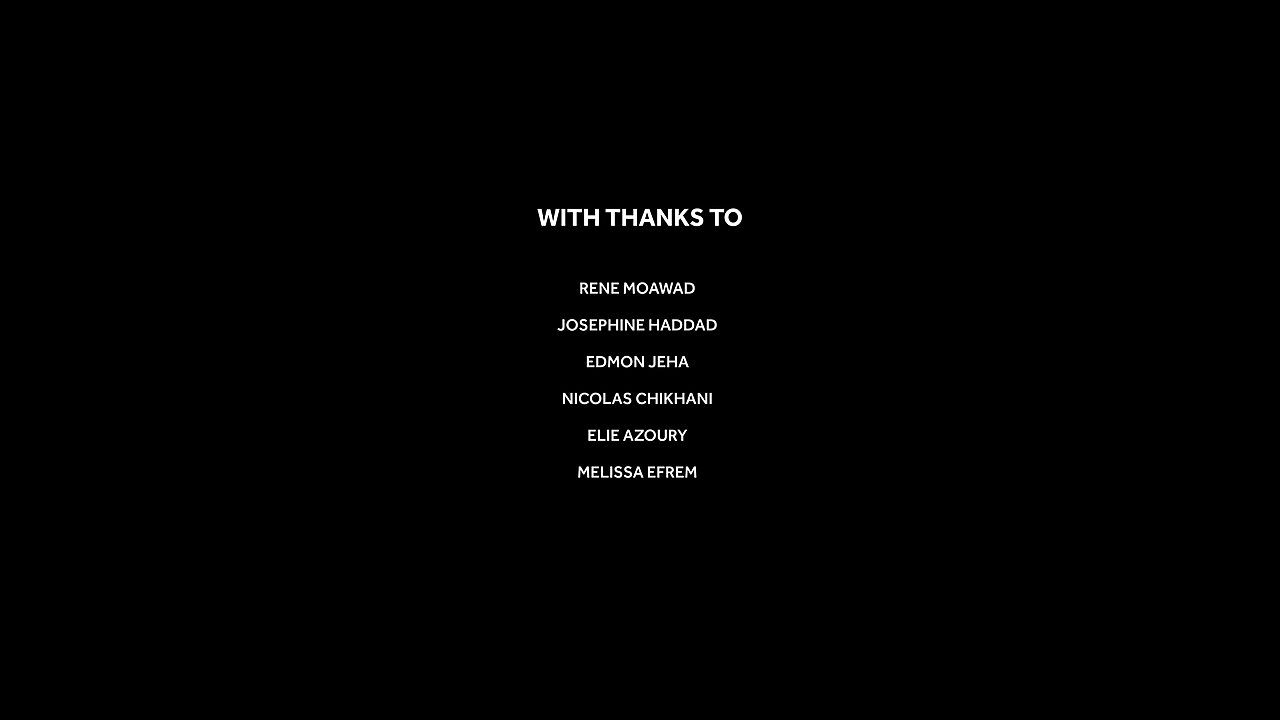 WITH THANKS TO
RENE MOAWAD
JOSEPHINE HADDAD
EDMON JEHA
NICOLAS CHIKHANI
ELIE AZOURY
MELISSA EFREM